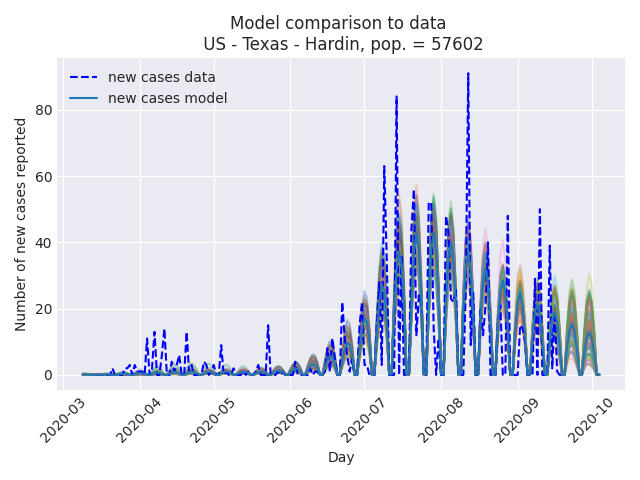 Model comparison to data
US - Texas - Hardin, pop. = 57602
new cases data
new cases model
Number of new cases reported
80
60
40
20
0
2020-03
2020-04
2020-05
2020-06
2020-07
2020-08
2020-09
2020-10
Day